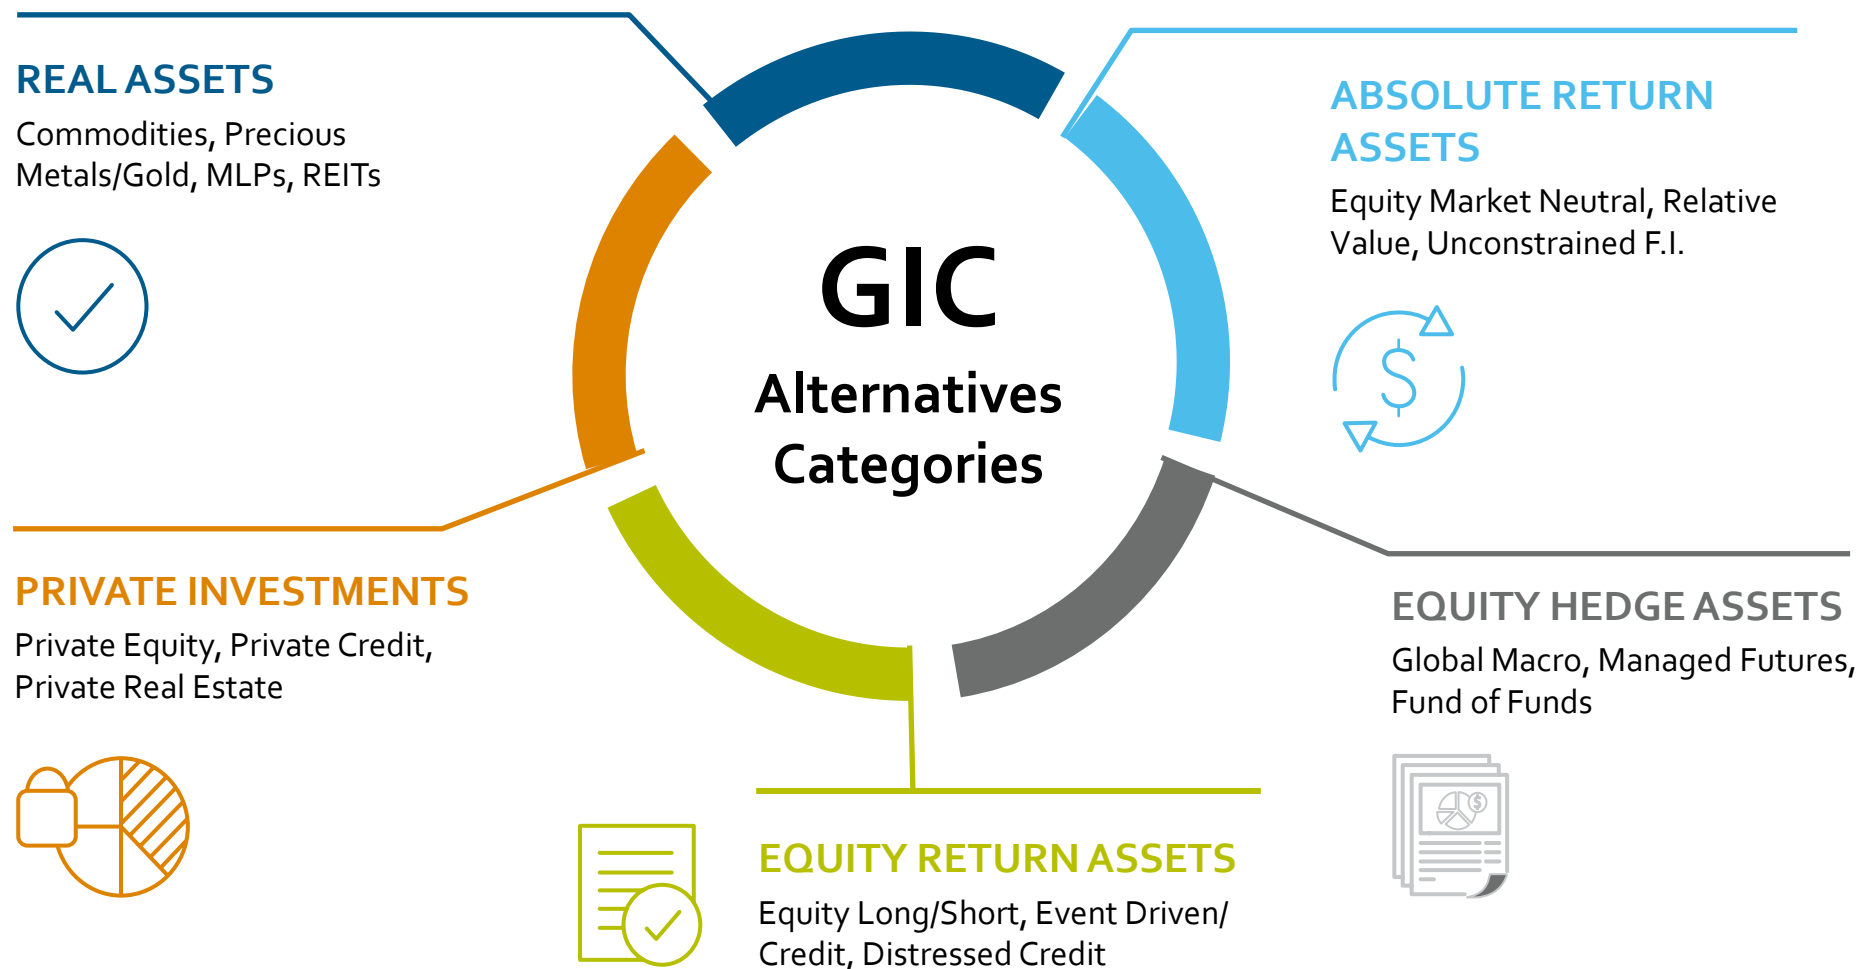 REAL ASSETS
Commodities, Precious
Metals/Gold, MLPs, REITs
ABSOLUTE RETURN
ASSETS
Equity Market Neutral, Relative
Value, Unconstrained F.I.
GIC
Alternatives
Categories
PRIVATE INVESTMENTS
Private Equity, Private Credit,
Private Real Estate
EQUITY HEDGE ASSETS
Global Macro, Managed Futures,
Fund of Funds
EQUITY RETURN ASSETS
Equity Long/Short, Event Driven/
Credit, Distressed Credit